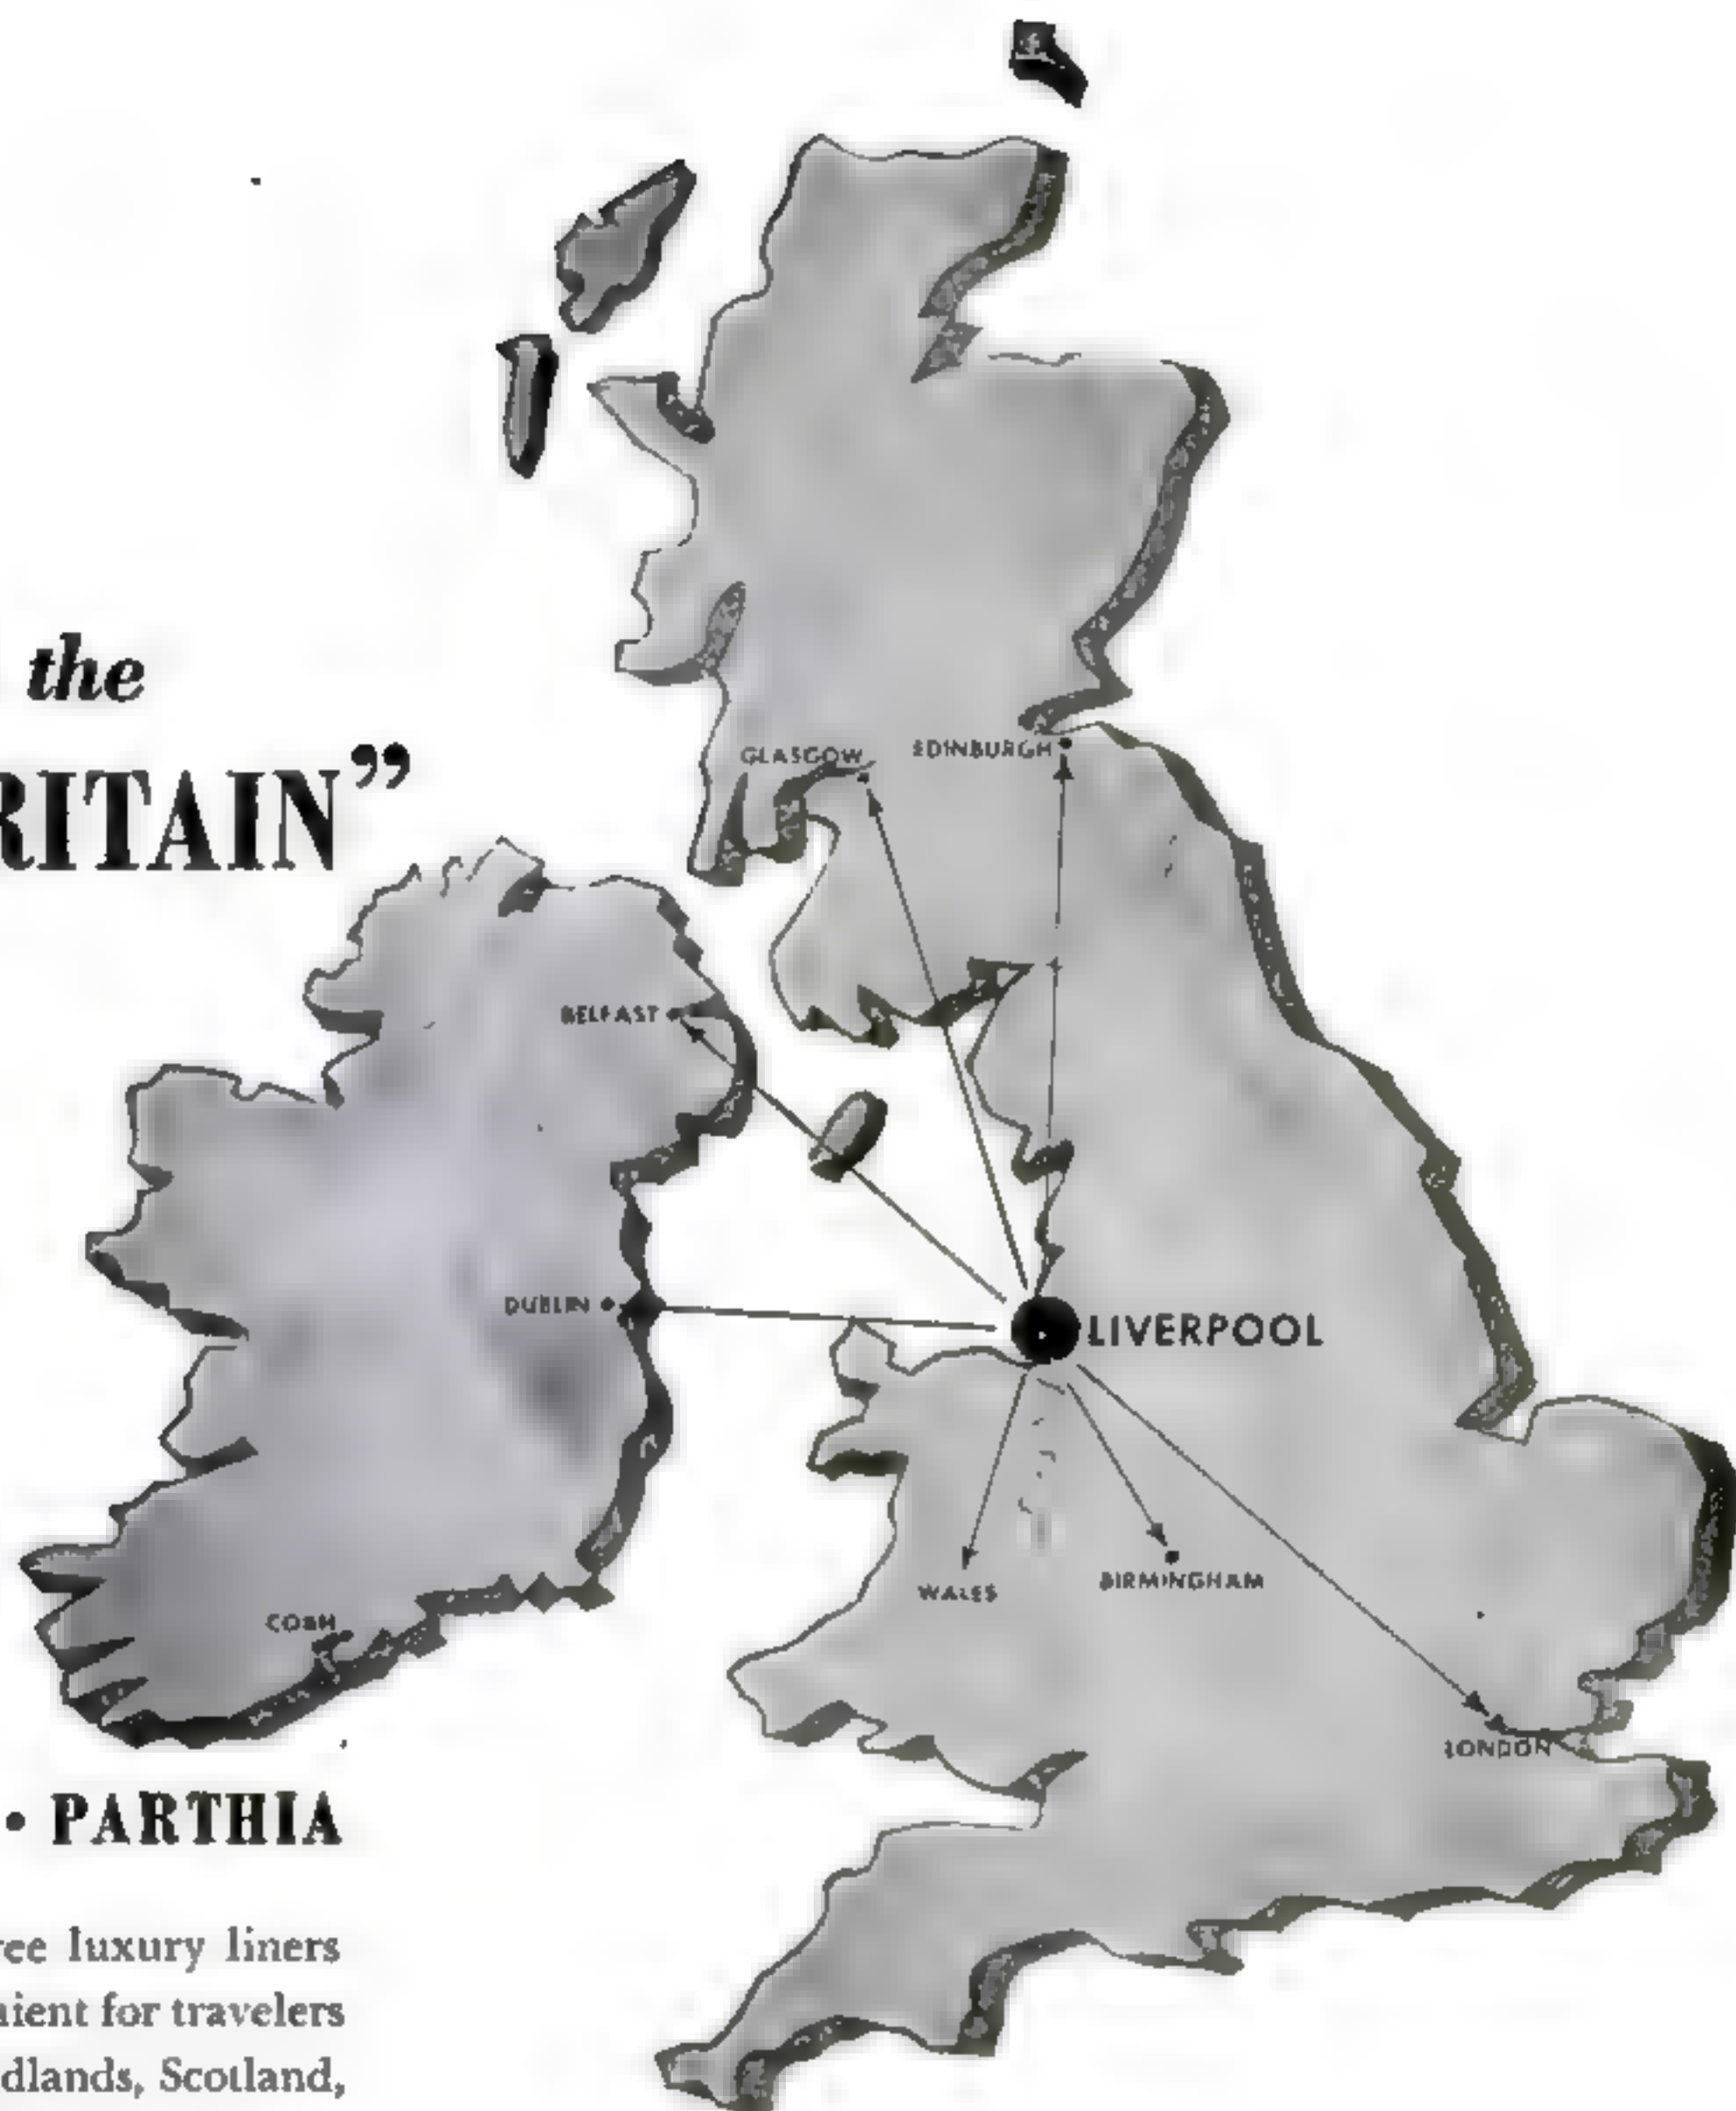 the
RITAIN”
GLASGOW
EDINBURGH
BELFAST
DUBLIN
LIVERPOOL
WALES
BIRMINGHAM
COBH
LONDON
• PARTHIA
ree luxury liners
nient for travelers
dlands, Scotland,